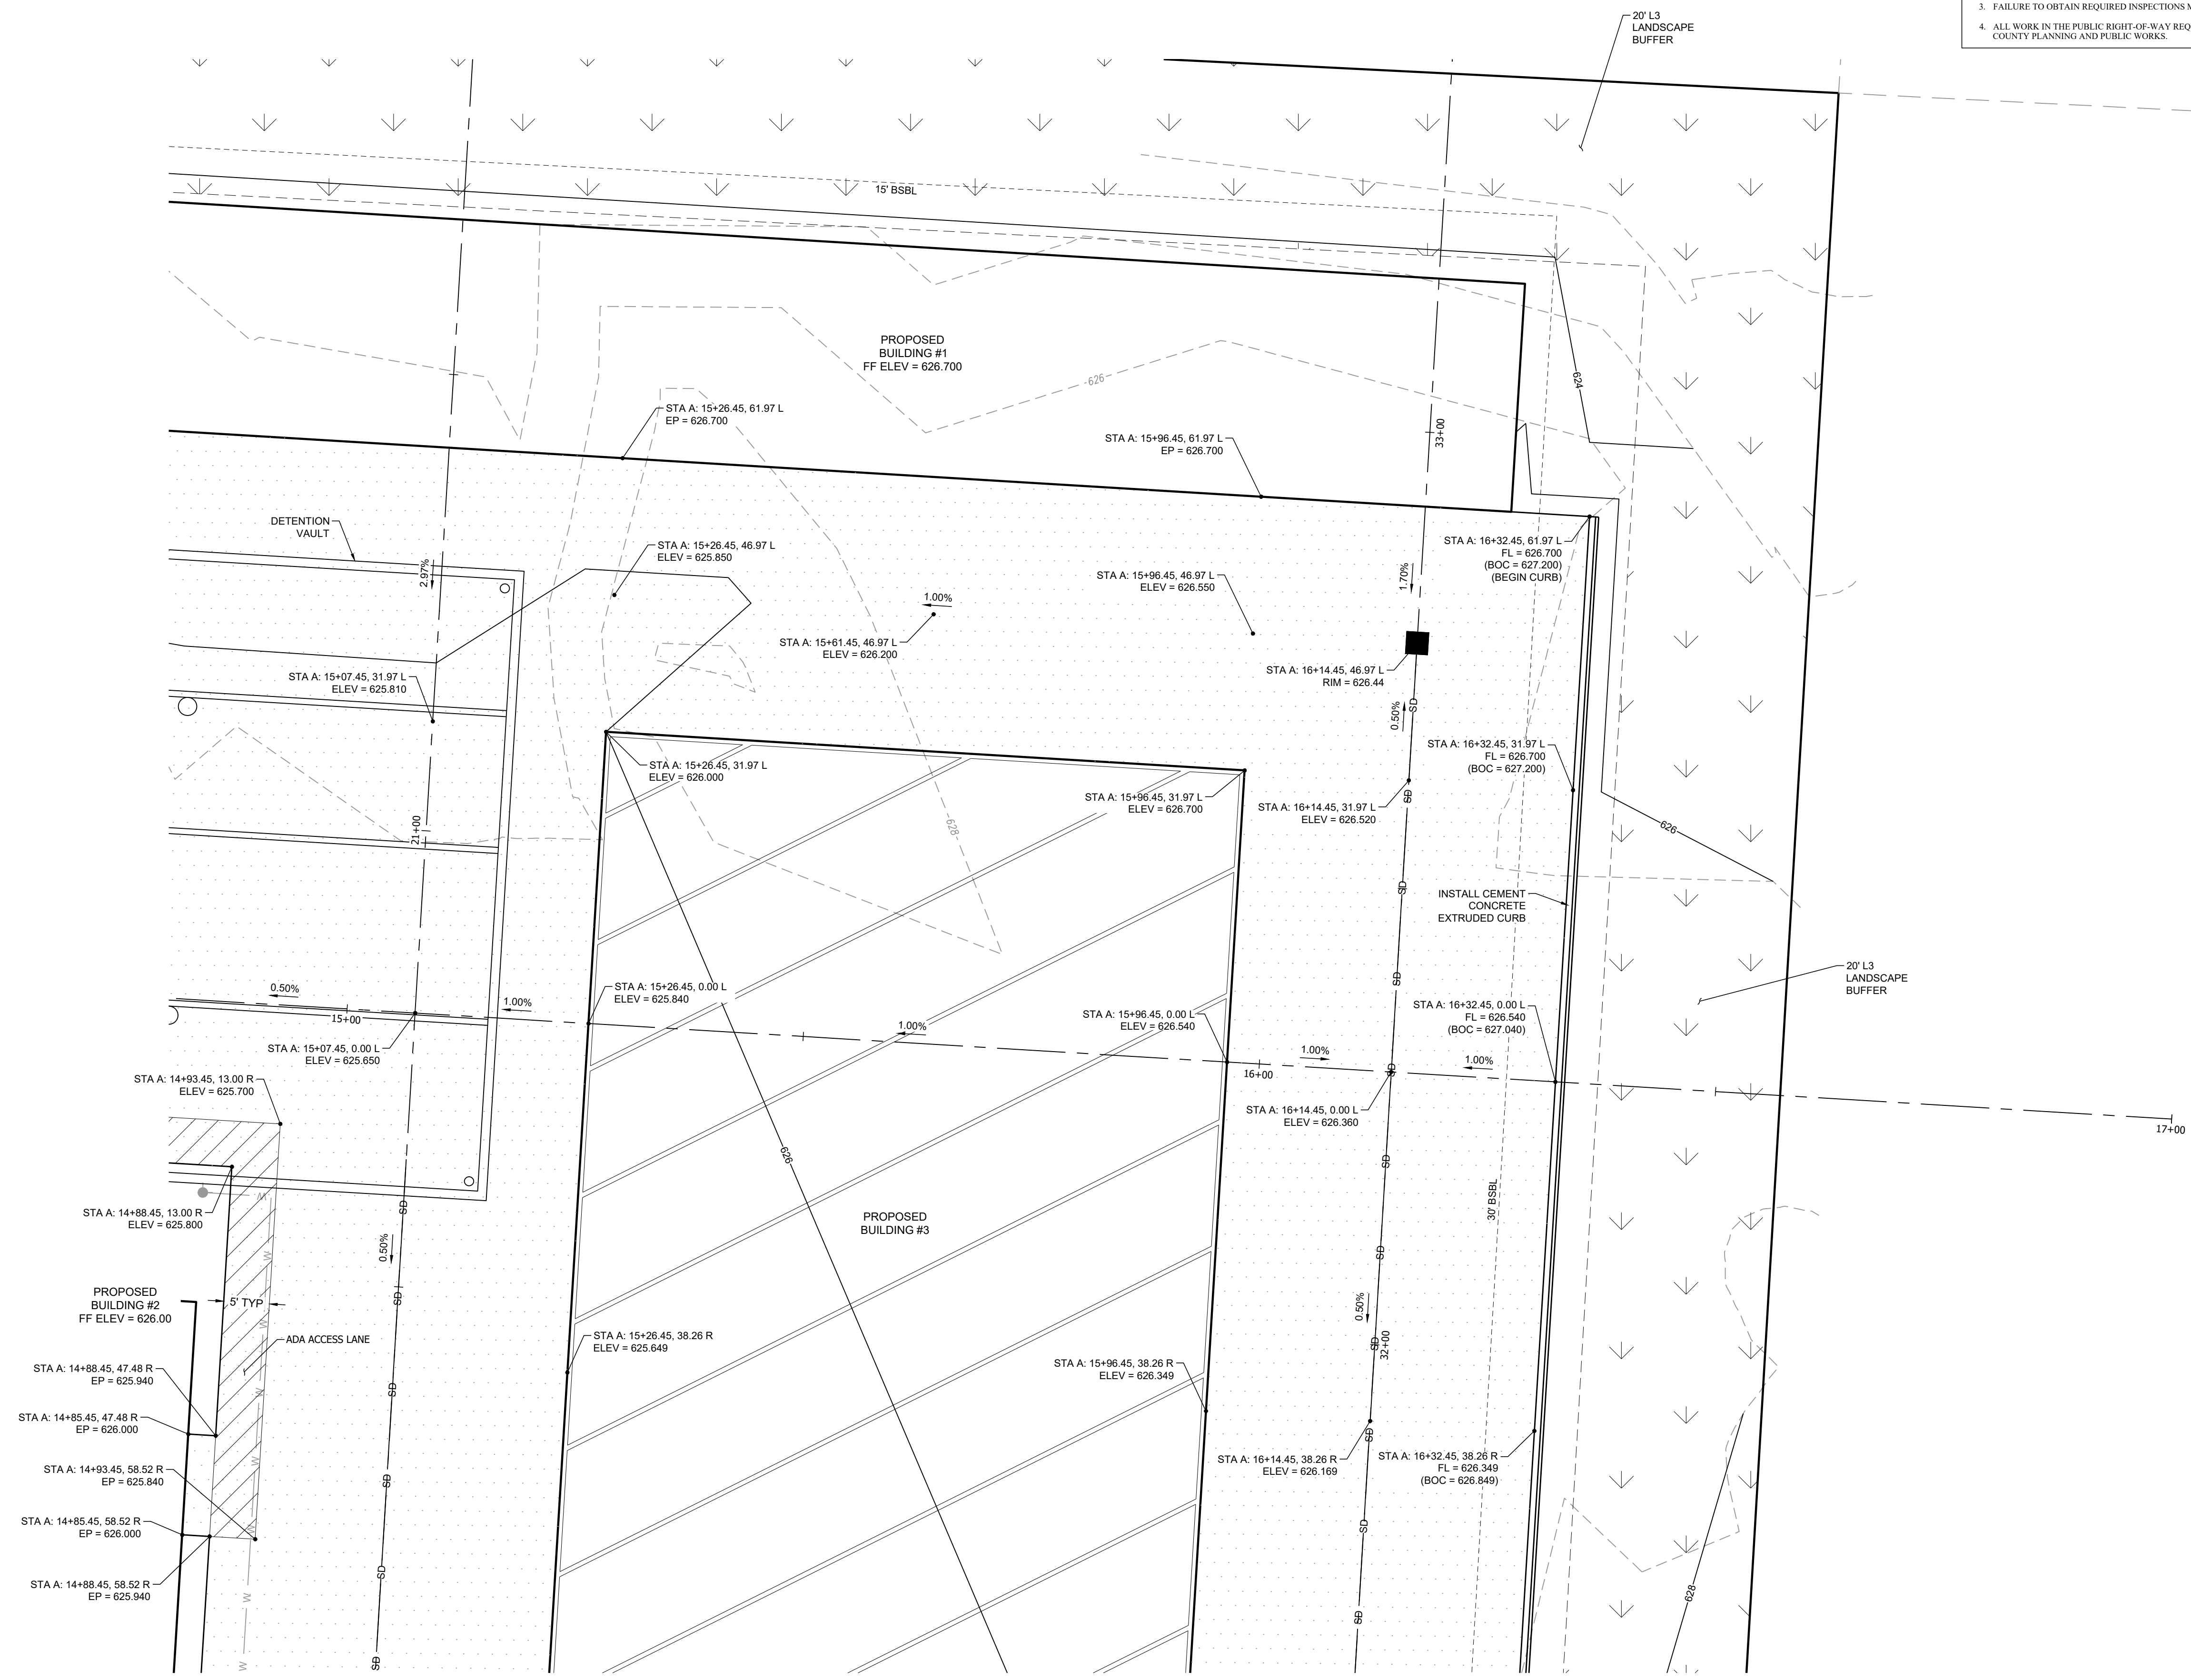 3. FAILURE TO OBTAIN REQUIRED INSPECTIONS M
4. ALL WORK IN THE PUBLIC RIGHT-OF-WAY REQ
COUNTY PLANNING AND PUBLIC WORKS.
20' L3
LANDSCAPE
BUFFER
15' BSBL
PROPOSED
BUILDING #1
FF ELEV = 626.700
626
624
33+00
STA A: 15+26.45, 61.97 L
EP = 626.700
STA A: 15+96.45, 61.97 L
EP = 626.700
DETENTION
VAULT
2.97%
STA A: 15+26.45, 46.97 L
ELEV = 625.850
1.00%
STA A: 15+61.45, 46.97 L
ELEV = 626.200
STA A: 15+96.45, 46.97 L
ELEV = 626.550
1.70%
STA A: 16+32.45, 61.97 L
FL = 626.700
(BOC = 627.200)
(BEGIN CURB)
STA A: 16+14.45, 46.97 L
RIM = 626.44
SD
0.50%
STA A: 15+07.45, 31.97 L
ELEV = 625.810
STA A: 15+26.45, 31.97 L
ELEV = 626.000
STA A: 15+96.45, 31.97 L
ELEV = 626.700
STA A: 16+32.45, 31.97 L
FL = 626.700
(BOC = 627.200)
STA A: 16+14.45, 31.97 L
ELEV = 626.520
SD
21+00
628
626
SD
INSTALL CEMENT
CONCRETE
EXTRUDED CURB
SD
20' L3
LANDSCAPE
BUFFER
0.50%
15+00
1.00%
STA A: 15+26.45, 0.00 L
ELEV = 625.840
1.00%
STA A: 15+96.45, 0.00 L
ELEV = 626.540
STA A: 16+32.45, 0.00 L
FL = 626.540
(BOC = 627.040)
STA A: 15+07.45, 0.00 L
ELEV = 625.650
16+00
1.00%
SD
1.00%
17+00
STA A: 14+93.45, 13.00 R
ELEV = 625.700
STA A: 16+14.45, 0.00 L
ELEV = 626.360
626
SD
W
SD
30' BSBL
STA A: 14+88.45, 13.00 R
ELEV = 625.800
PROPOSED
BUILDING #3
0.50%
W
SD
PROPOSED
BUILDING #2
FF ELEV = 626.00
5' TYP
SD
W
0.50%
SD
32+00
ADA ACCESS LANE
STA A: 15+26.45, 38.26 R
ELEV = 625.649
STA A: 15+96.45, 38.26 R
ELEV = 626.349
STA A: 14+88.45, 47.48 R
EP = 625.940
W
SD
STA A: 14+85.45, 47.48 R
EP = 626.000
SD
STA A: 16+14.45, 38.26 R
ELEV = 626.169
STA A: 16+32.45, 38.26 R
FL = 626.349
(BOC = 626.849)
STA A: 14+93.45, 58.52 R
EP = 625.840
W
SD
STA A: 14+85.45, 58.52 R
EP = 626.000
W
SD
STA A: 14+88.45, 58.52 R
EP = 625.940
SD
W
628
SD
SD
W